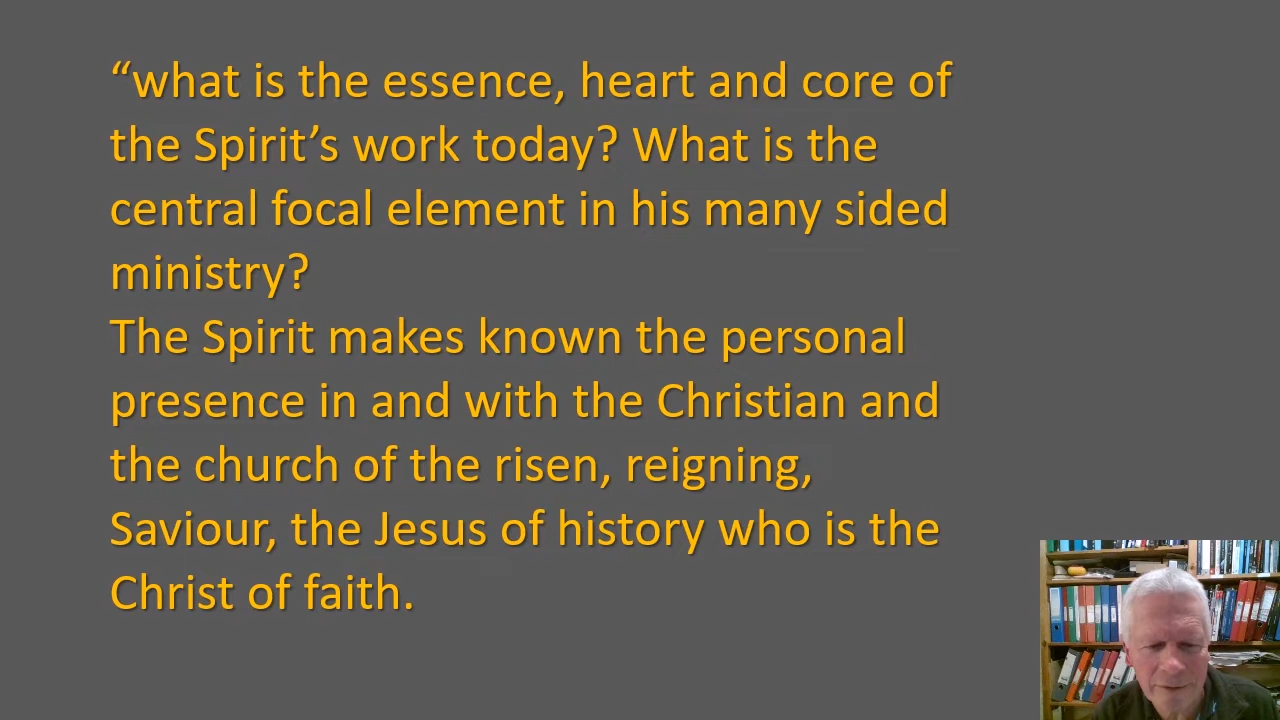 “what is the essence, heart and core of
the Spirit’s work today? What is the
central focal element in his many sided
ministry?
The Spirit makes known the personal
presence in and with the Christian and
the church of the risen, reigning,
Saviour, the Jesus of history who is the
Christ of faith.